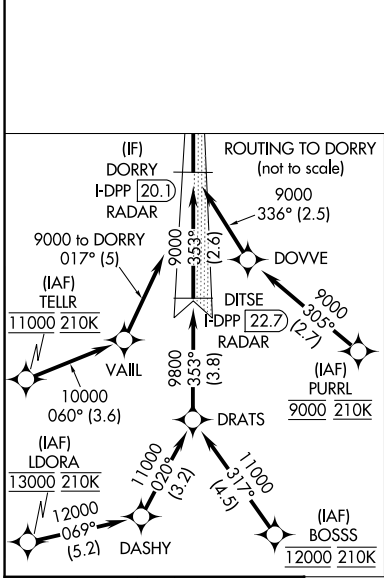 (IF)
DORRY
I-DPP 20.1
RADAR
ROUTING TO DORRY
(not to scale)
9000
336° (2.5)
9000 to DORRY
017° (5)
9000
353°
(2.6)
DOVVE
(IAF)
TELLR
11000 210K
DITSE
I-DPP 22.7
RADAR
9000
305°
(2.7)
VAIIL
10000
060° (3.6)
9800
353°
(3.8)
(IAF)
PURRL
9000 210K
DRATS
(IAF)
LDORA
13000 210K
11000
020°
(3.2)
11000
317°
(4.5)
12000
069°
(5.2)
DASHY
(IAF)
BOSSS
12000 210K